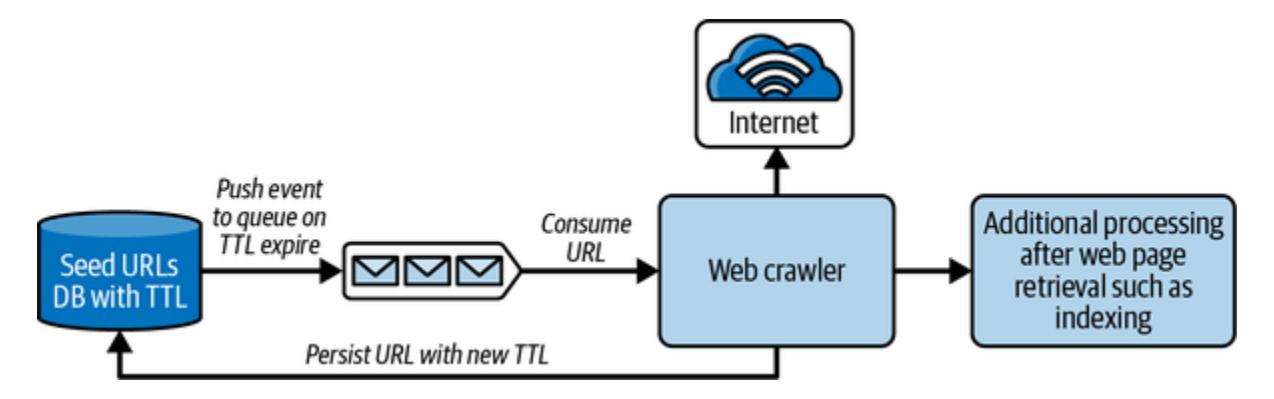 Internet
Push event
to queue on
TTL expire
Seed URLs
DB with TTL
Consume
URL
Web crawler
Additional processing
after web page
retrieval such as
indexing
Persist URL with new TTL